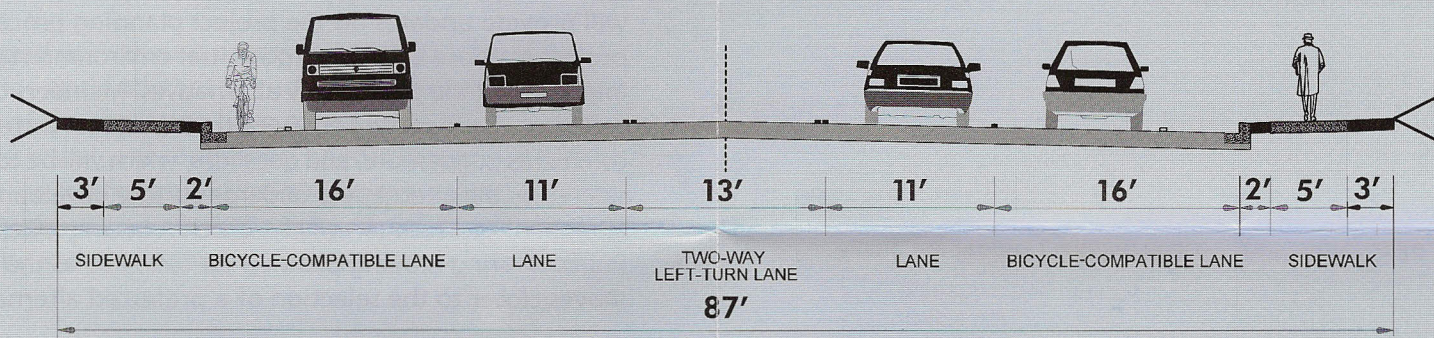 3′ 5′ 2′ 16′ 11′ 13′ 11′ 16′ 2′ 5′ 3′
SIDEWALK BICYCLE-COMPATIBLE LANE LANE TWO-WAY LEFT-TURN LANE LANE BICYCLE-COMPATIBLE LANE SIDEWALK
87′